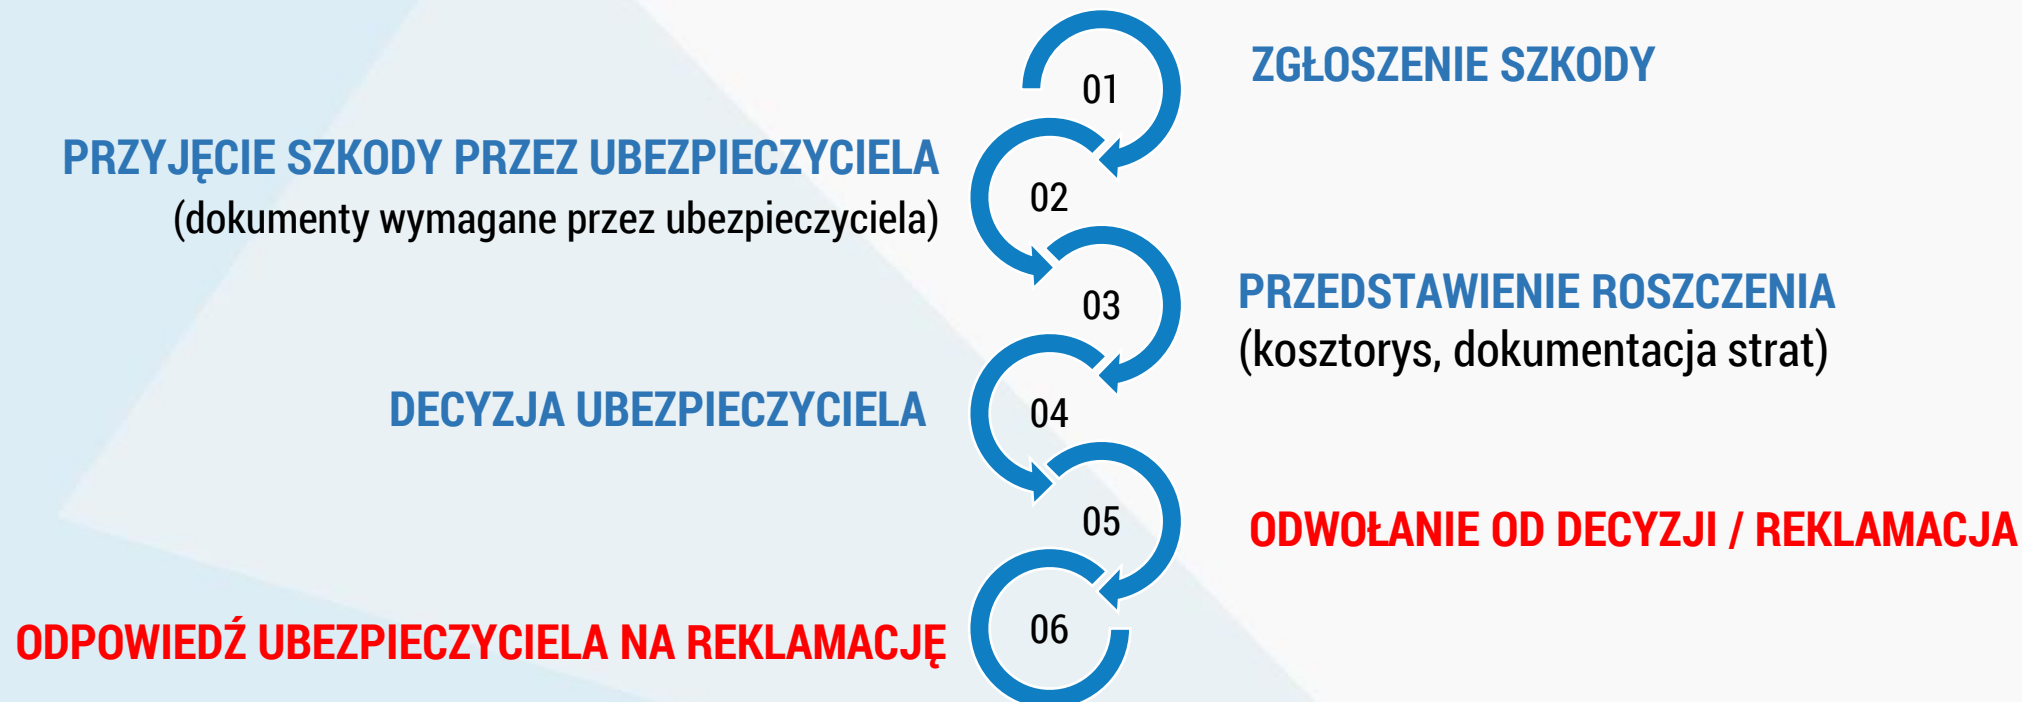 01
ZGŁOSZENIE SZKODY
PRZYJĘCIE SZKODY PRZEZ UBEZPIECZYCIELA
(dokumenty wymagane przez ubezpieczyciela)
02
03
PRZEDSTAWIENIE ROSZCZENIA
(kosztorys, dokumentacja strat)
DECYZJA UBEZPIECZYCIELA
04
05
ODWOŁANIE OD DECYZJI / REKLAMACJA
ODPOWIEDŹ UBEZPIECZYCIELA NA REKLAMACJĘ
06